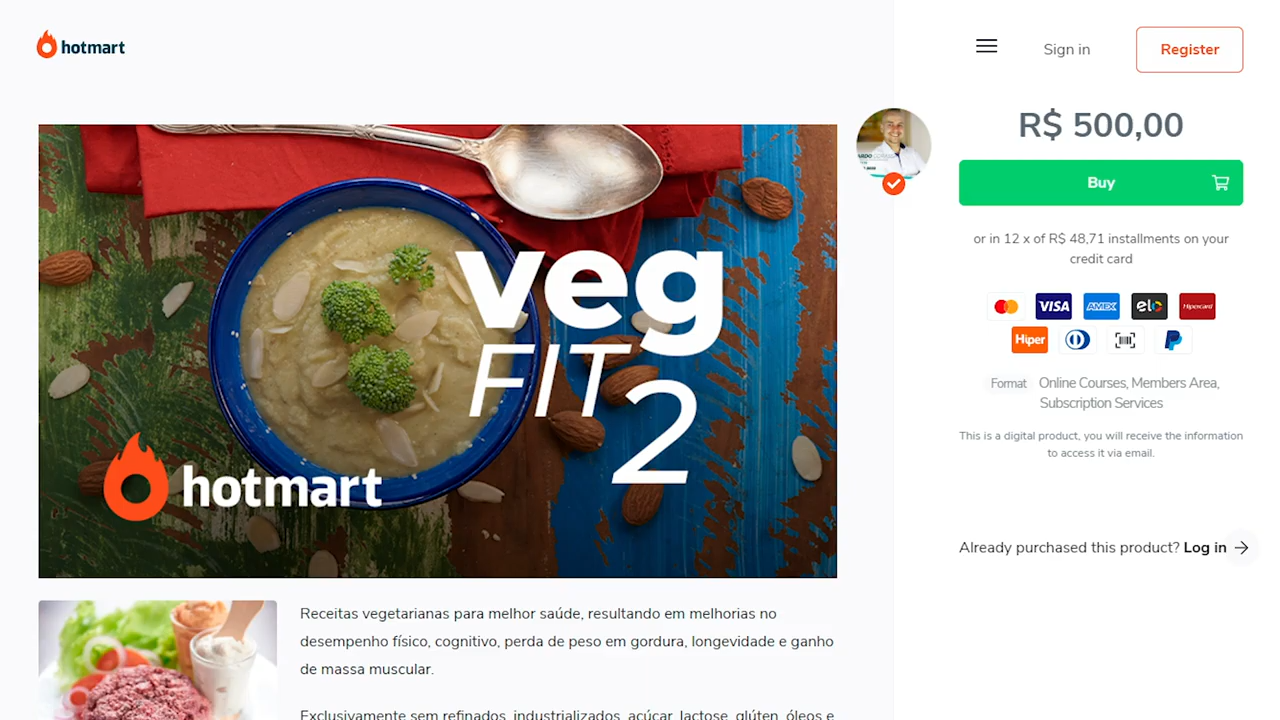 hotmart
Sign in
Register
R$ 500,00
Buy
or in 12 x of R$ 48,71 installments on your
credit card
VISA
AMEX
elo
Hipercard
Hiper
Format Online Courses, Members Area,
Subscription Services
This is a digital product, you will receive the information
to access it via email.
Already purchased this product? Log in
veg
FIT
2
hotmart
Receitas vegetarianas para melhor saúde, resultando em melhorias no
desempenho físico, cognitivo, perda de peso em gordura, longevidade e ganho
de massa muscular.
Exclusivamente sem refinados, industrializados, açúcar, lactose, glúten, óleos e